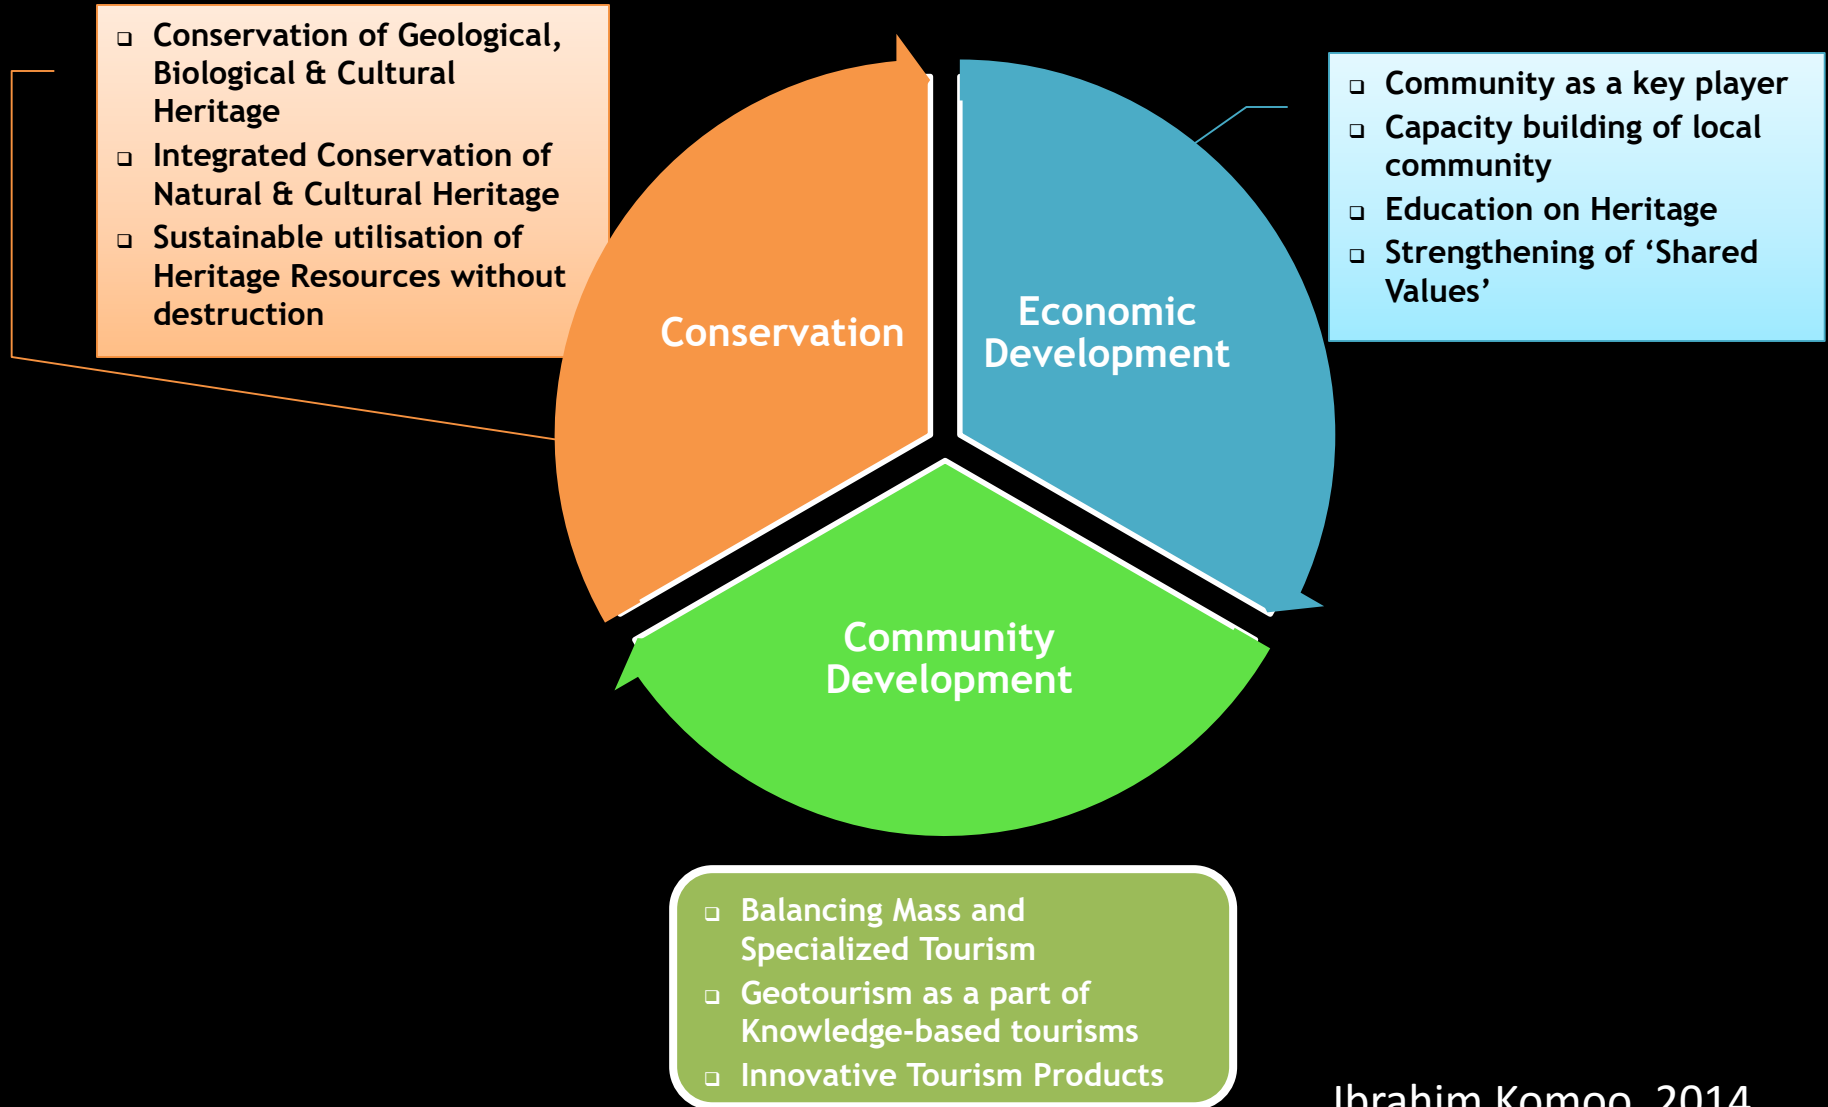 ❑ Conservation of Geological,
Biological & Cultural
Heritage
❑ Integrated Conservation of
Natural & Cultural Heritage
❑ Sustainable utilisation of
Heritage Resources without
destruction
Conservation
Economic
Development
❑ Community as a key player
❑ Capacity building of local
community
❑ Education on Heritage
❑ Strengthening of ‘Shared
Values’
Community
Development
❑ Balancing Mass and
Specialized Tourism
❑ Geotourism as a part of
Knowledge-based tourisms
❑ Innovative Tourism Products
Ibrahim Komoo, 2014